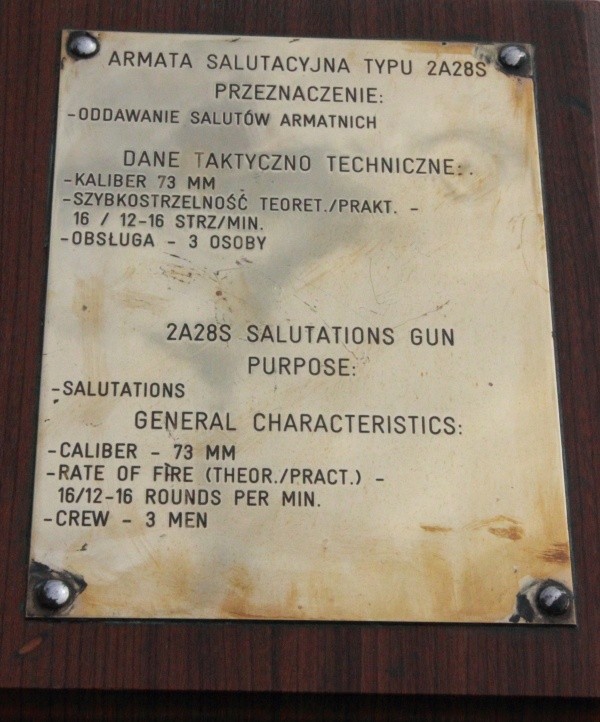 ARMATA SALUTACYJNA TYPU 2A28S
PRZEZNACZENIE:
-ODDAWANIE SALUTÓW ARMATNICH
DANE TAKTYCZNO TECHNICZNE:.
-KALIBER 73 MM
-SZYBKOSTRZELNOŚĆ TEORET./PRAKT. -
16 / 12-16 STRZ/MIN.
-OBSŁUGA - 3 OSOBY
2A28S SALUTATIONS GUN
PURPOSE:
-SALUTATIONS
GENERAL CHARACTERISTICS:
-CALIBER - 73 MM
-RATE OF FIRE (THEOR./PRACT.) -
16/12-16 ROUNDS PER MIN.
-CREW - 3 MEN